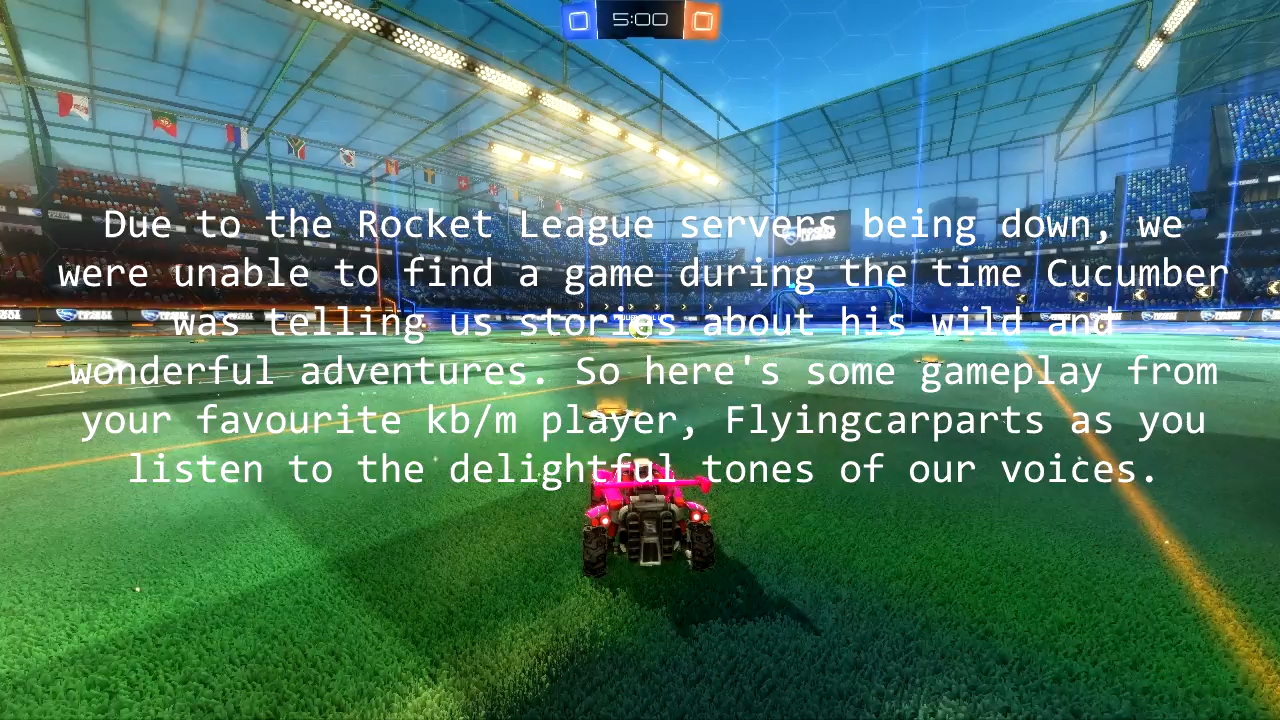 5:00
Due to the Rocket League servers being down, we
were unable to find a game during the time Cucumber
was telling us stories about his wild and
wonderful adventures. So here's some gameplay from
your favourite kb/m player, Flyingcarparts as you
listen to the delightful tones of our voices.